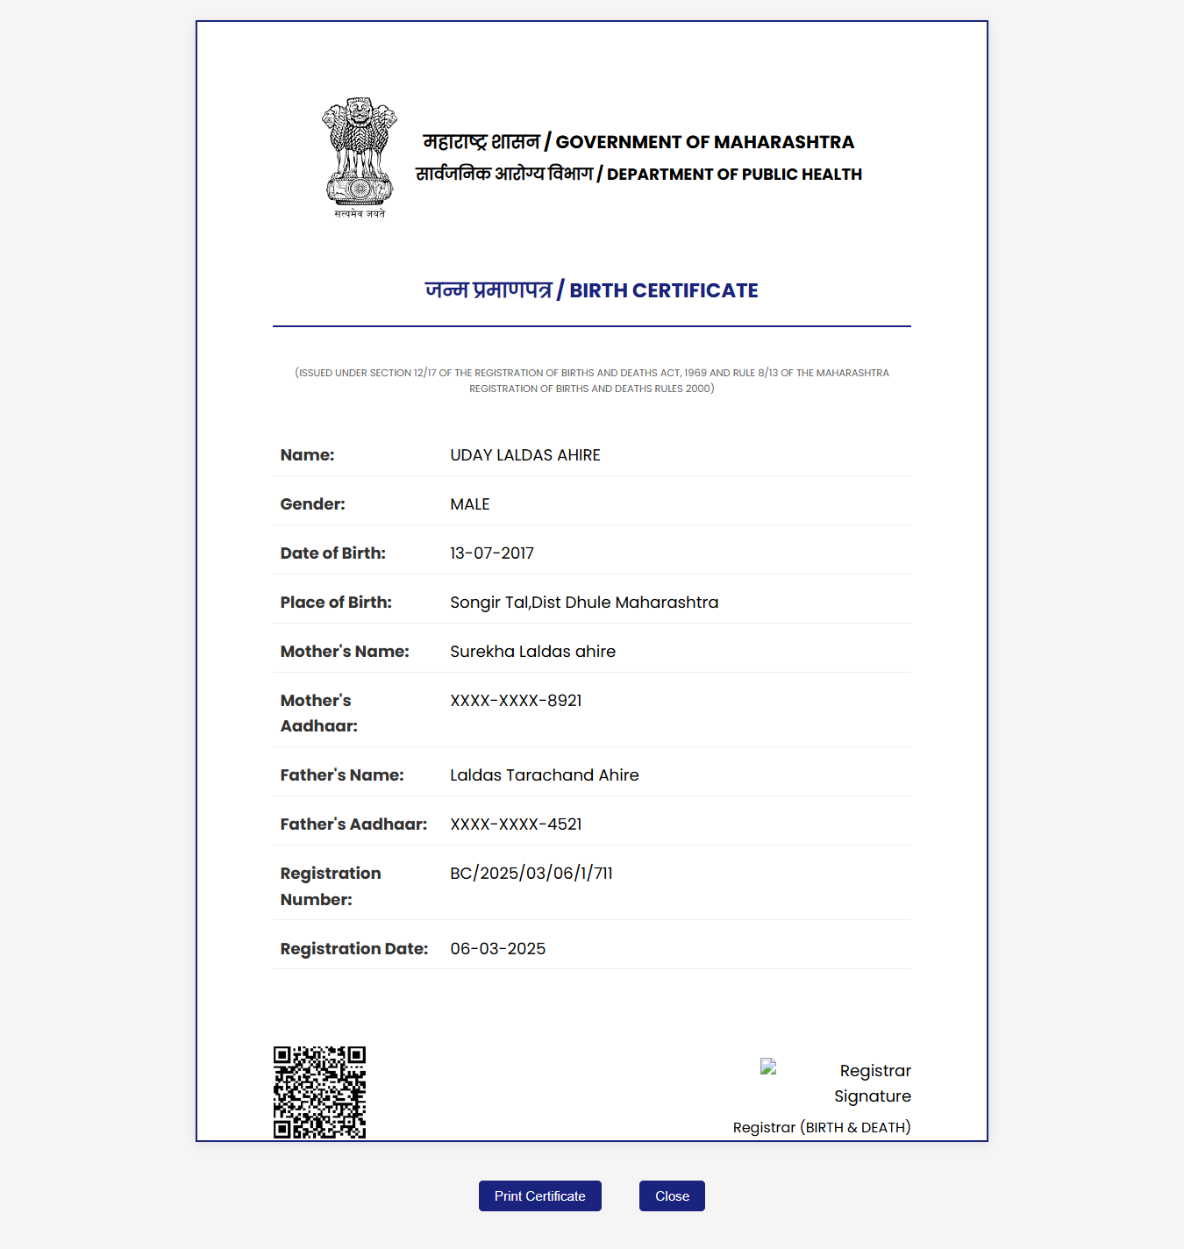 सत्यमेव जयते
महाराष्ट्र शासन / GOVERNMENT OF MAHARASHTRA
सार्वजनिक आरोग्य विभाग / DEPARTMENT OF PUBLIC HEALTH
जन्म प्रमाणपत्र / BIRTH CERTIFICATE
(ISSUED UNDER SECTION 12/17 OF THE REGISTRATION OF BIRTHS AND DEATHS ACT, 1969 AND RULE 8/13 OF THE MAHARASHTRA
REGISTRATION OF BIRTHS AND DEATHS RULES 2000)
Name: UDAY LALDAS AHIRE
Gender: MALE
Date of Birth: 13-07-2017
Place of Birth: Songir Tal,Dist Dhule Maharashtra
Mother's Name: Surekha Laldas ahire
Mother's XXXX-XXXX-8921
Aadhaar:
Father's Name: Laldas Tarachand Ahire
Father's Aadhaar: XXXX-XXXX-4521
Registration BC/2025/03/06/1/711
Number:
Registration Date: 06-03-2025
Registrar
Signature
Registrar (BIRTH & DEATH)
Print Certificate Close